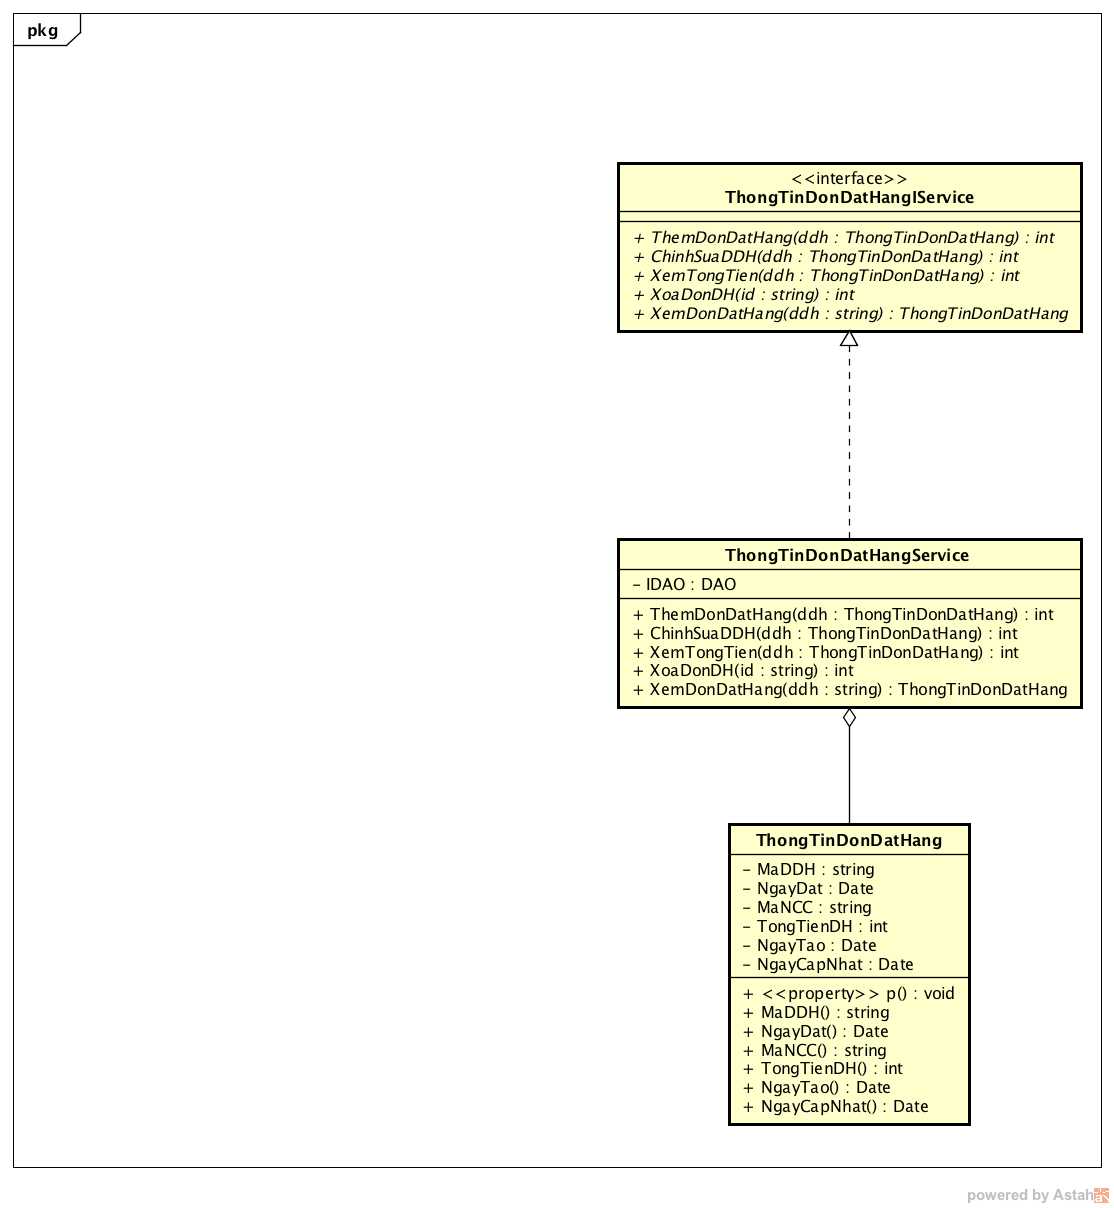 pkg
<<interface>>
ThongTinDonDatHangIService
+ ThemDonDatHang(ddh : ThongTinDonDatHang) : int
+ ChinhSuaDDH(ddh : ThongTinDonDatHang) : int
+ XemTongTien(ddh : ThongTinDonDatHang) : int
+ XoaDonDH(id : string) : int
+ XemDonDatHang(ddh : string) : ThongTinDonDatHang
ThongTinDonDatHangService
- IDAO : DAO
+ ThemDonDatHang(ddh : ThongTinDonDatHang) : int
+ ChinhSuaDDH(ddh : ThongTinDonDatHang) : int
+ XemTongTien(ddh : ThongTinDonDatHang) : int
+ XoaDonDH(id : string) : int
+ XemDonDatHang(ddh : string) : ThongTinDonDatHang
ThongTinDonDatHang
- MaDDH : string
- NgayDat : Date
- MaNCC : string
- TongTienDH : int
- NgayTao : Date
- NgayCapNhat : Date
+ <<property>> p() : void
+ MaDDH() : string
+ NgayDat() : Date
+ MaNCC() : string
+ TongTienDH() : int
+ NgayTao() : Date
+ NgayCapNhat() : Date
powered by Astah